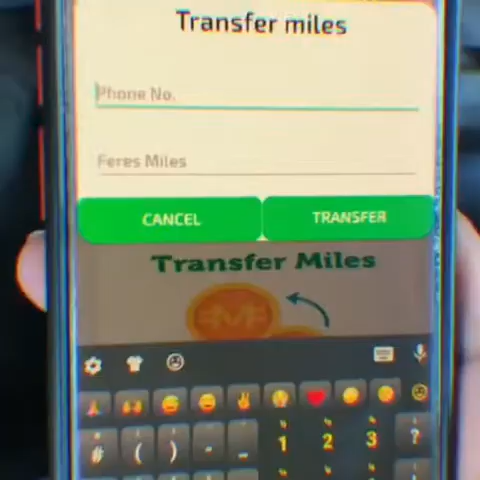 Transfer miles
Phone No.
Feres Miles
CANCEL TRANSFER
Transfer Miles
# ( ) - _ 1 2 3 ?